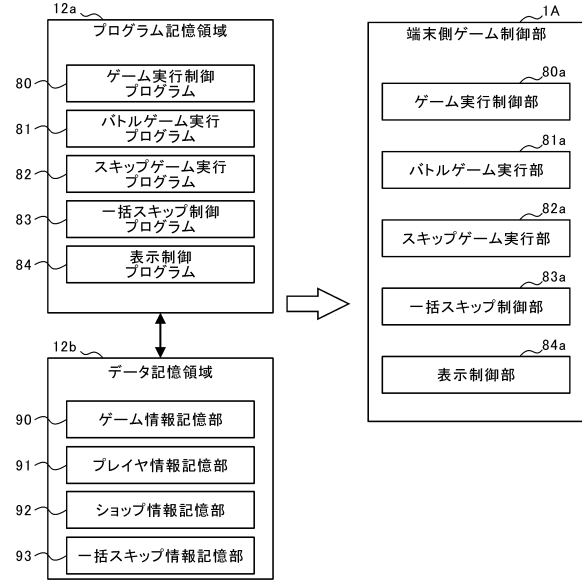 12a
プログラム記憶領域
80
ゲーム実行制御
プログラム
81
バトルゲーム実行
プログラム
82
スキップゲーム実行
プログラム
83
一括スキップ制御
プログラム
84
表示制御
プログラム
12b
データ記憶領域
90
ゲーム情報記憶部
91
プレイヤ情報記憶部
92
ショップ情報記憶部
93
一括スキップ情報記憶部
1A
端末側ゲーム制御部
80a
ゲーム実行制御部
81a
バトルゲーム実行部
82a
スキップゲーム実行部
83a
一括スキップ制御部
84a
表示制御部